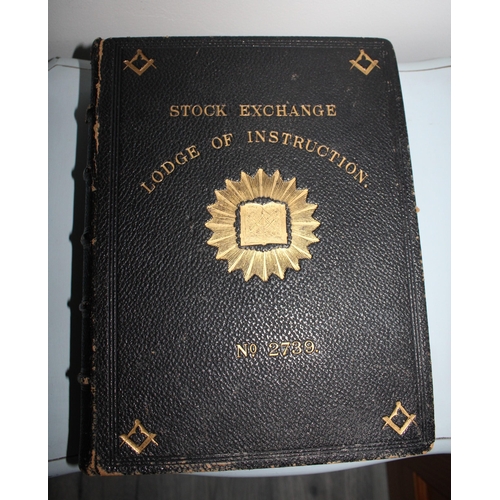 STOCK EXCHANGE
LODGE OF INSTRUCTION.
No 2739.